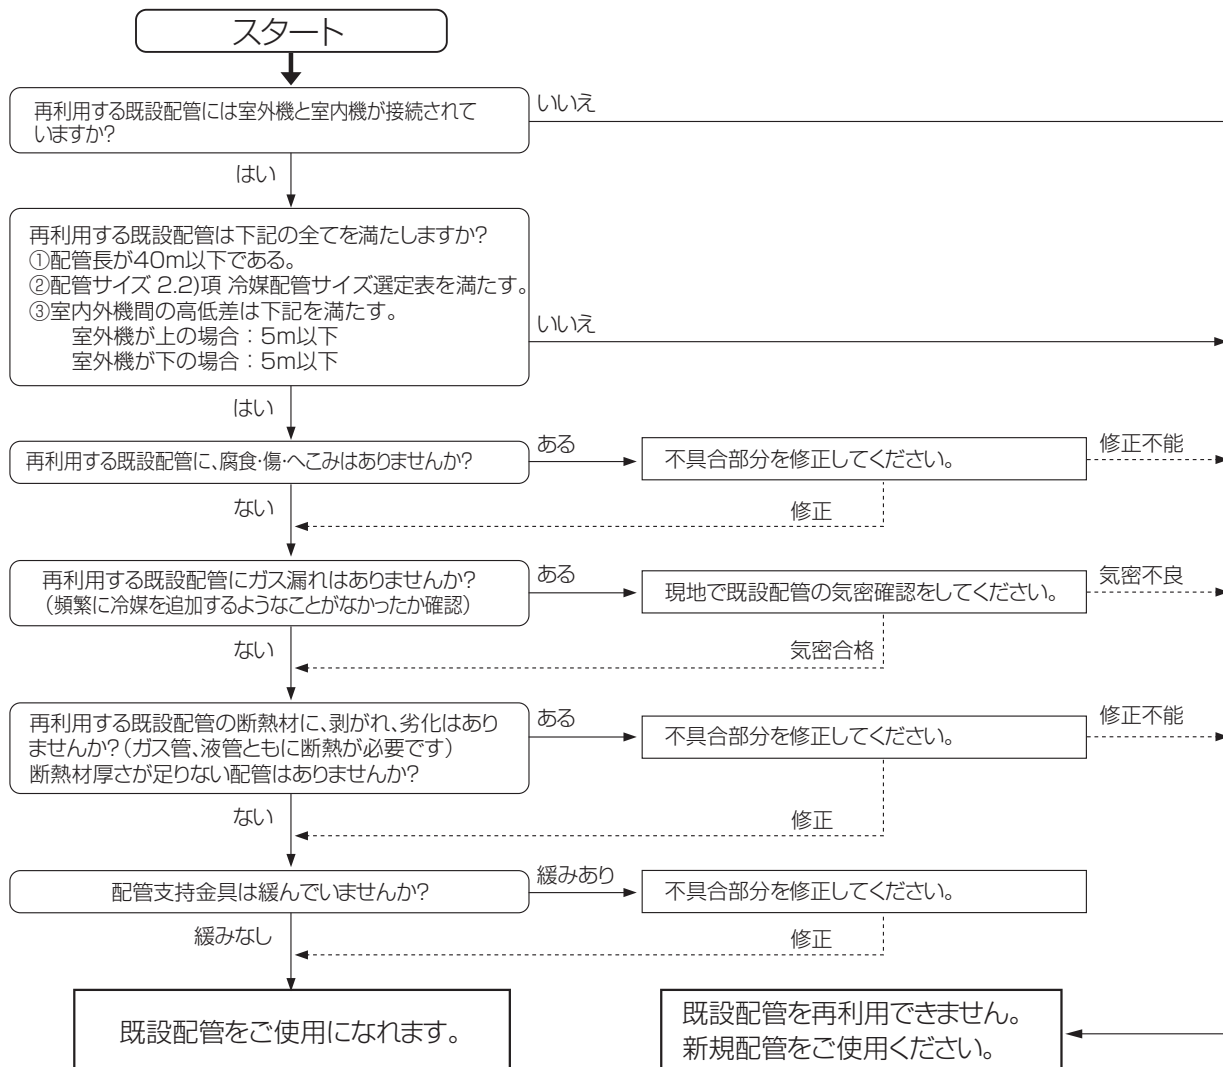 スタート
再利用する既設配管には室外機と室内機が接続されて
いますか?
いいえ
はい
再利用する既設配管は下記の全てを満たしますか?
①配管長が40m以下である。
②配管サイズ 2.2)項 冷媒配管サイズ選定表を満たす。
③室内外機間の高低差は下記を満たす。
室外機が上の場合：5m以下
室外機が下の場合：5m以下
いいえ
はい
再利用する既設配管に、腐食・傷・へこみはありませんか?
ある
不具合部分を修正してください。
修正不能
ない
修正
再利用する既設配管にガス漏れはありませんか?
（頻繁に冷媒を追加するようなことがなかったか確認）
ある
現地で既設配管の気密確認をしてください。
気密不良
ない
気密合格
再利用する既設配管の断熱材に、剥がれ、劣化はあり
ませんか?（ガス管、液管ともに断熱が必要です）
断熱材厚さが足りない配管はありませんか?
ある
不具合部分を修正してください。
修正不能
ない
修正
配管支持金具は緩んでいませんか?
緩みあり
不具合部分を修正してください。
緩みなし
修正
既設配管をご使用になれます。
既設配管を再利用できません。
新規配管をご使用ください。